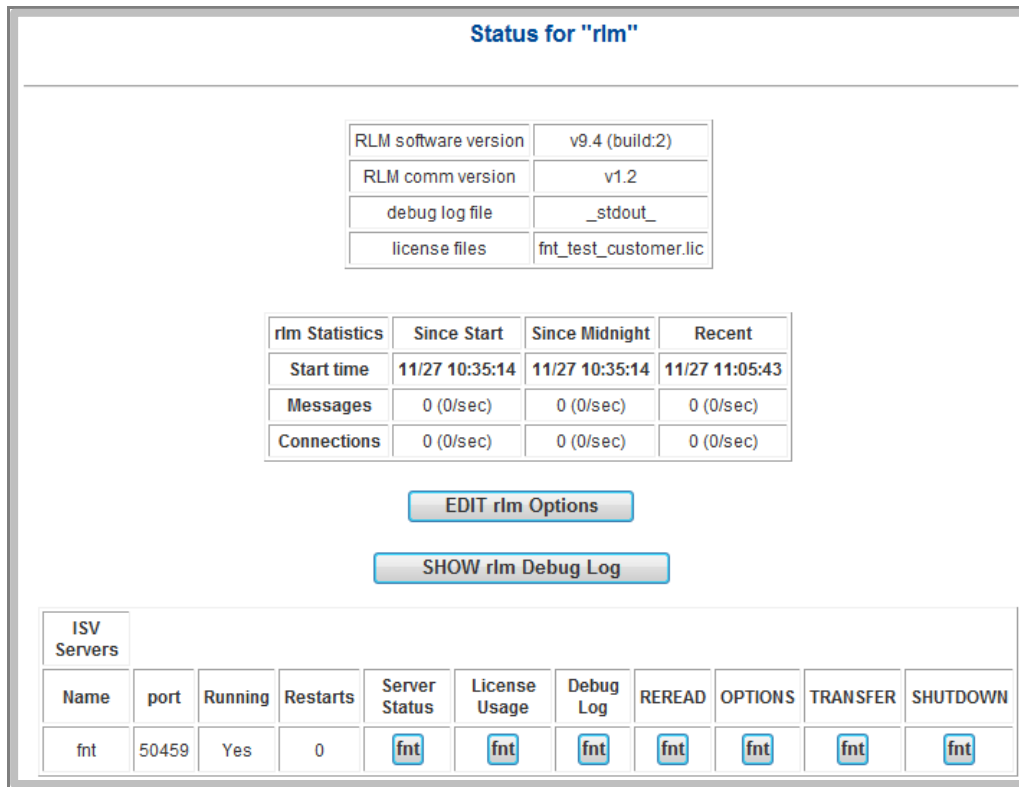 Status for "rlm"
RLM software version v9.4 (build:2)
RLM comm version v1.2
debug log file _stdout_
license files fnt_test_customer.lic
rlm Statistics Since Start Since Midnight Recent
Start time 11/27 10:35:14 11/27 10:35:14 11/27 11:05:43
Messages 0 (0/sec) 0 (0/sec) 0 (0/sec)
Connections 0 (0/sec) 0 (0/sec) 0 (0/sec)
EDIT rlm Options
SHOW rlm Debug Log
ISV
Servers
Name port Running Restarts Server Status License Usage Debug Log REREAD OPTIONS TRANSFER SHUTDOWN
fnt 50459 Yes 0 fnt fnt fnt fnt fnt fnt fnt